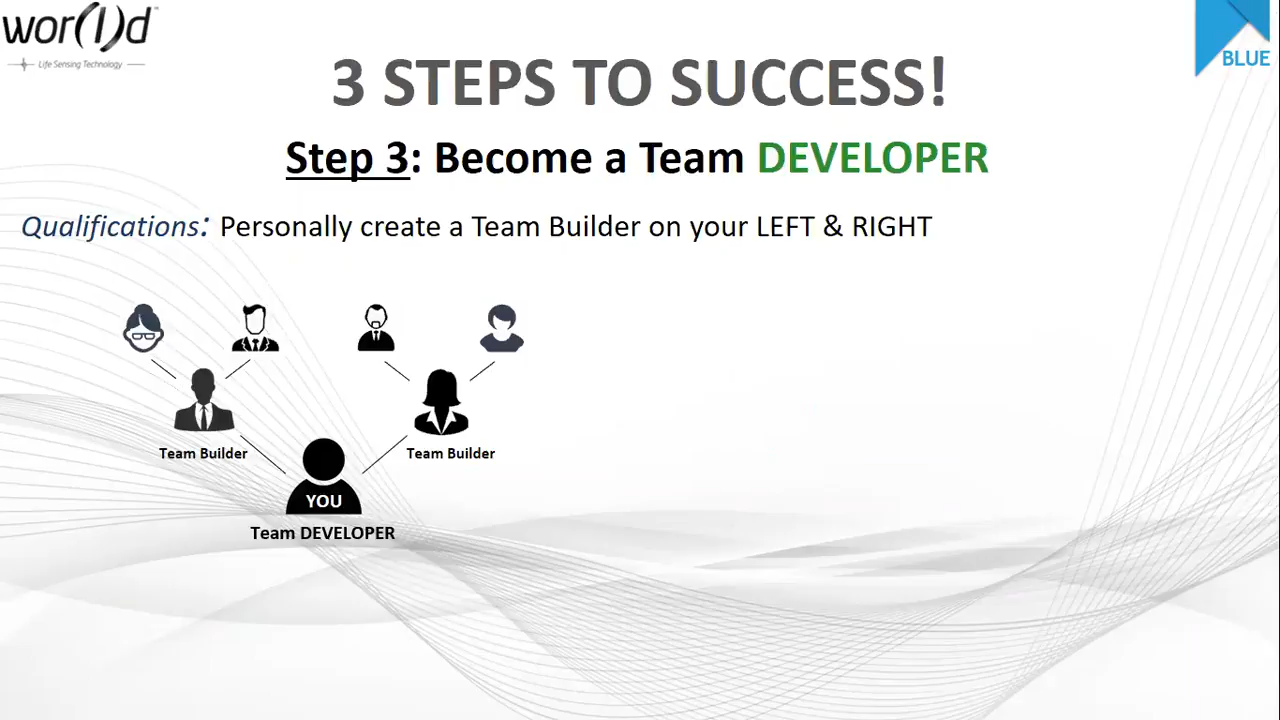 wor(l)d
Life Sensing Technology
BLUE
3 STEPS TO SUCCESS!
Step 3: Become a Team DEVELOPER
Qualifications: Personally create a Team Builder on your LEFT & RIGHT
Team Builder
Team Builder
YOU
Team DEVELOPER